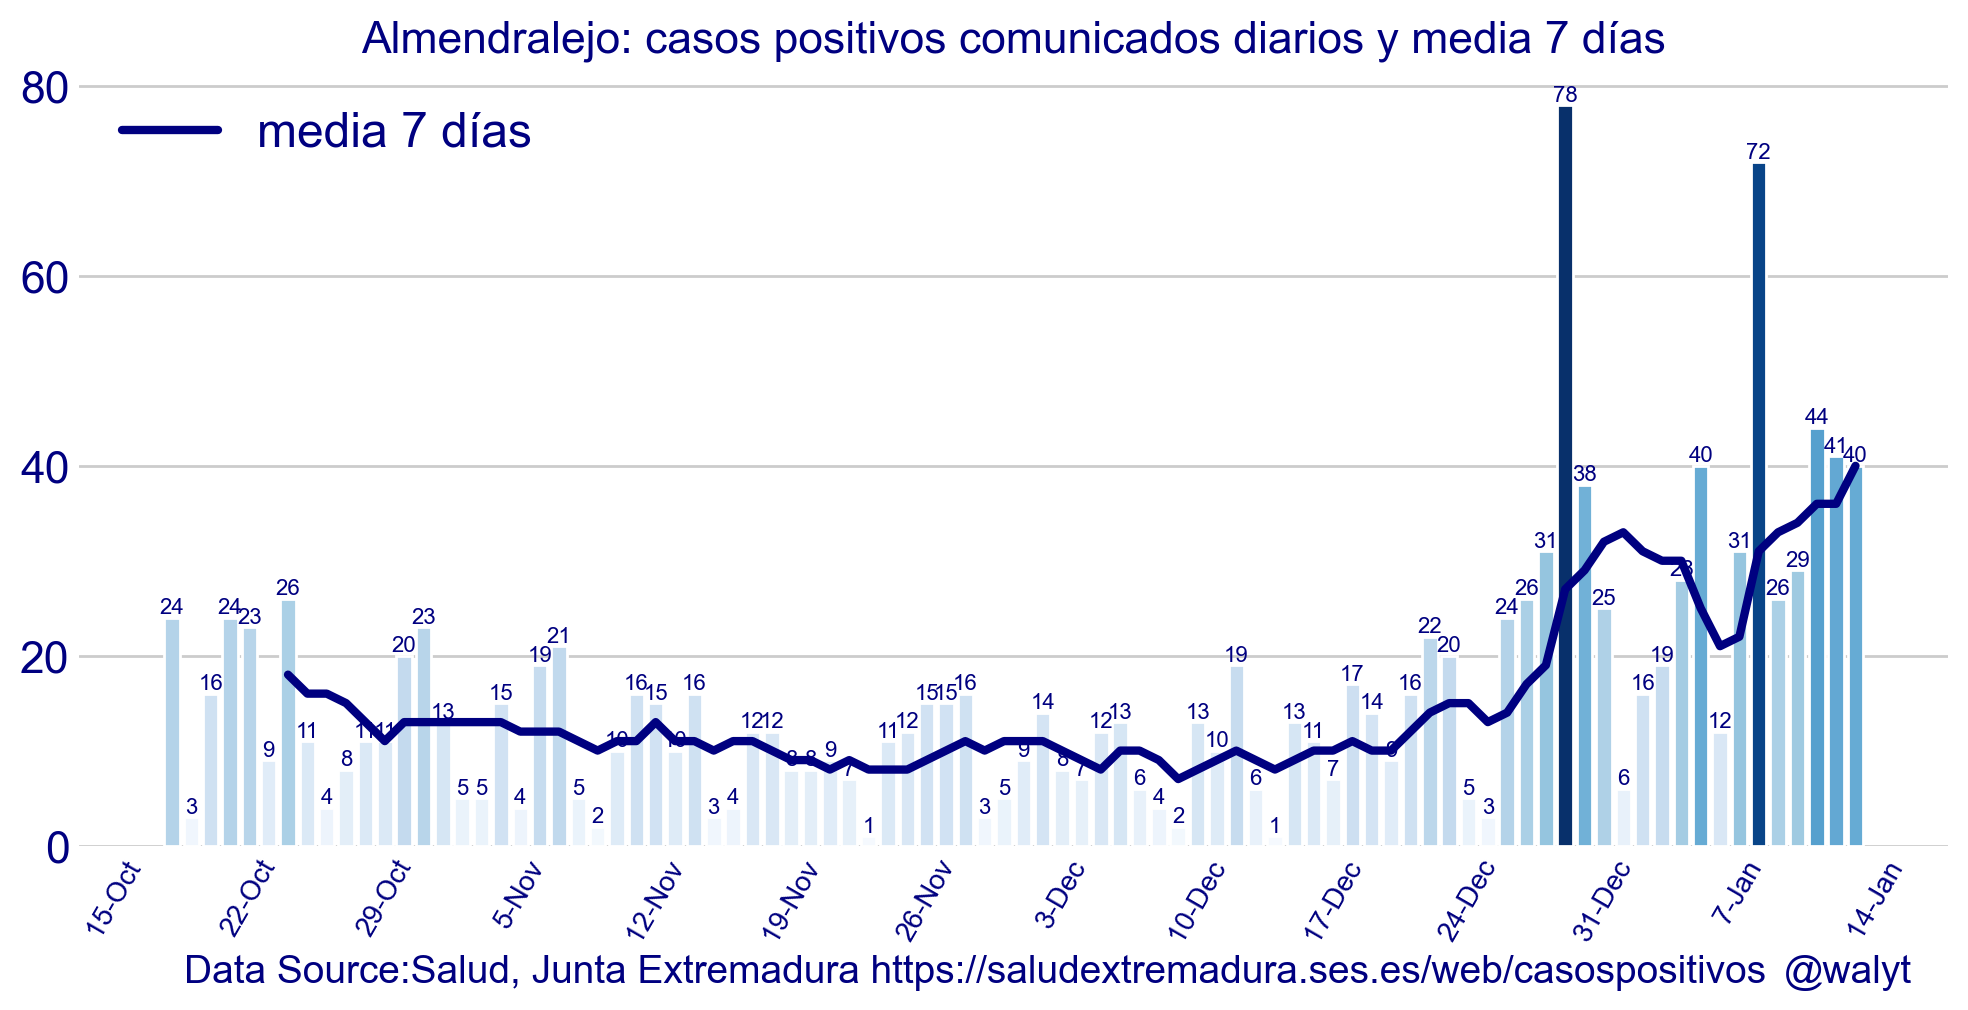 Almendralejo: casos positivos comunicados diarios y media 7 días
media 7 días
80
60
40
20
0
24 3 16 24 23 9 26 11 4 8 11 11 20 23 13 5 5 15 4 19 21 5 2 10 16 15 10 16 3 4 12 12 8 8 9 7 1 11 12 15 15 16 3 5 9 14 8 7 12 13 6 4 2 13 10 19 6 1 13 11 7 17 14 9 16 22 20 5 3 24 26 31 78 38 25 6 16 19 28 40 12 31 72 26 29 44 41 40
15-Oct 22-Oct 29-Oct 5-Nov 12-Nov 19-Nov 26-Nov 3-Dec 10-Dec 17-Dec 24-Dec 31-Dec 7-Jan 14-Jan
Data Source:Salud, Junta Extremadura https://saludextremadura.ses.es/web/casospositivos @walyt